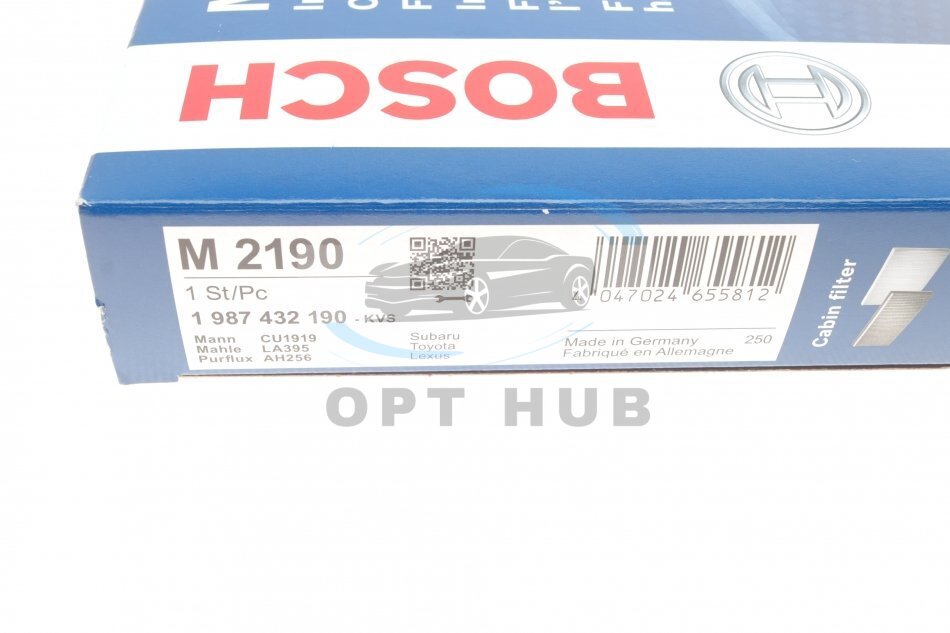 BOSCH
M 2190
1 St/Pc
1 987 432 190 - KVS
Mann CU1919
Mahle LA395
Purflux AH256
Subaru
Toyota
Lexus
4 047024 655812
Made in Germany 250
Fabriqué en Allemagne
Cabin filter
OPT HUB